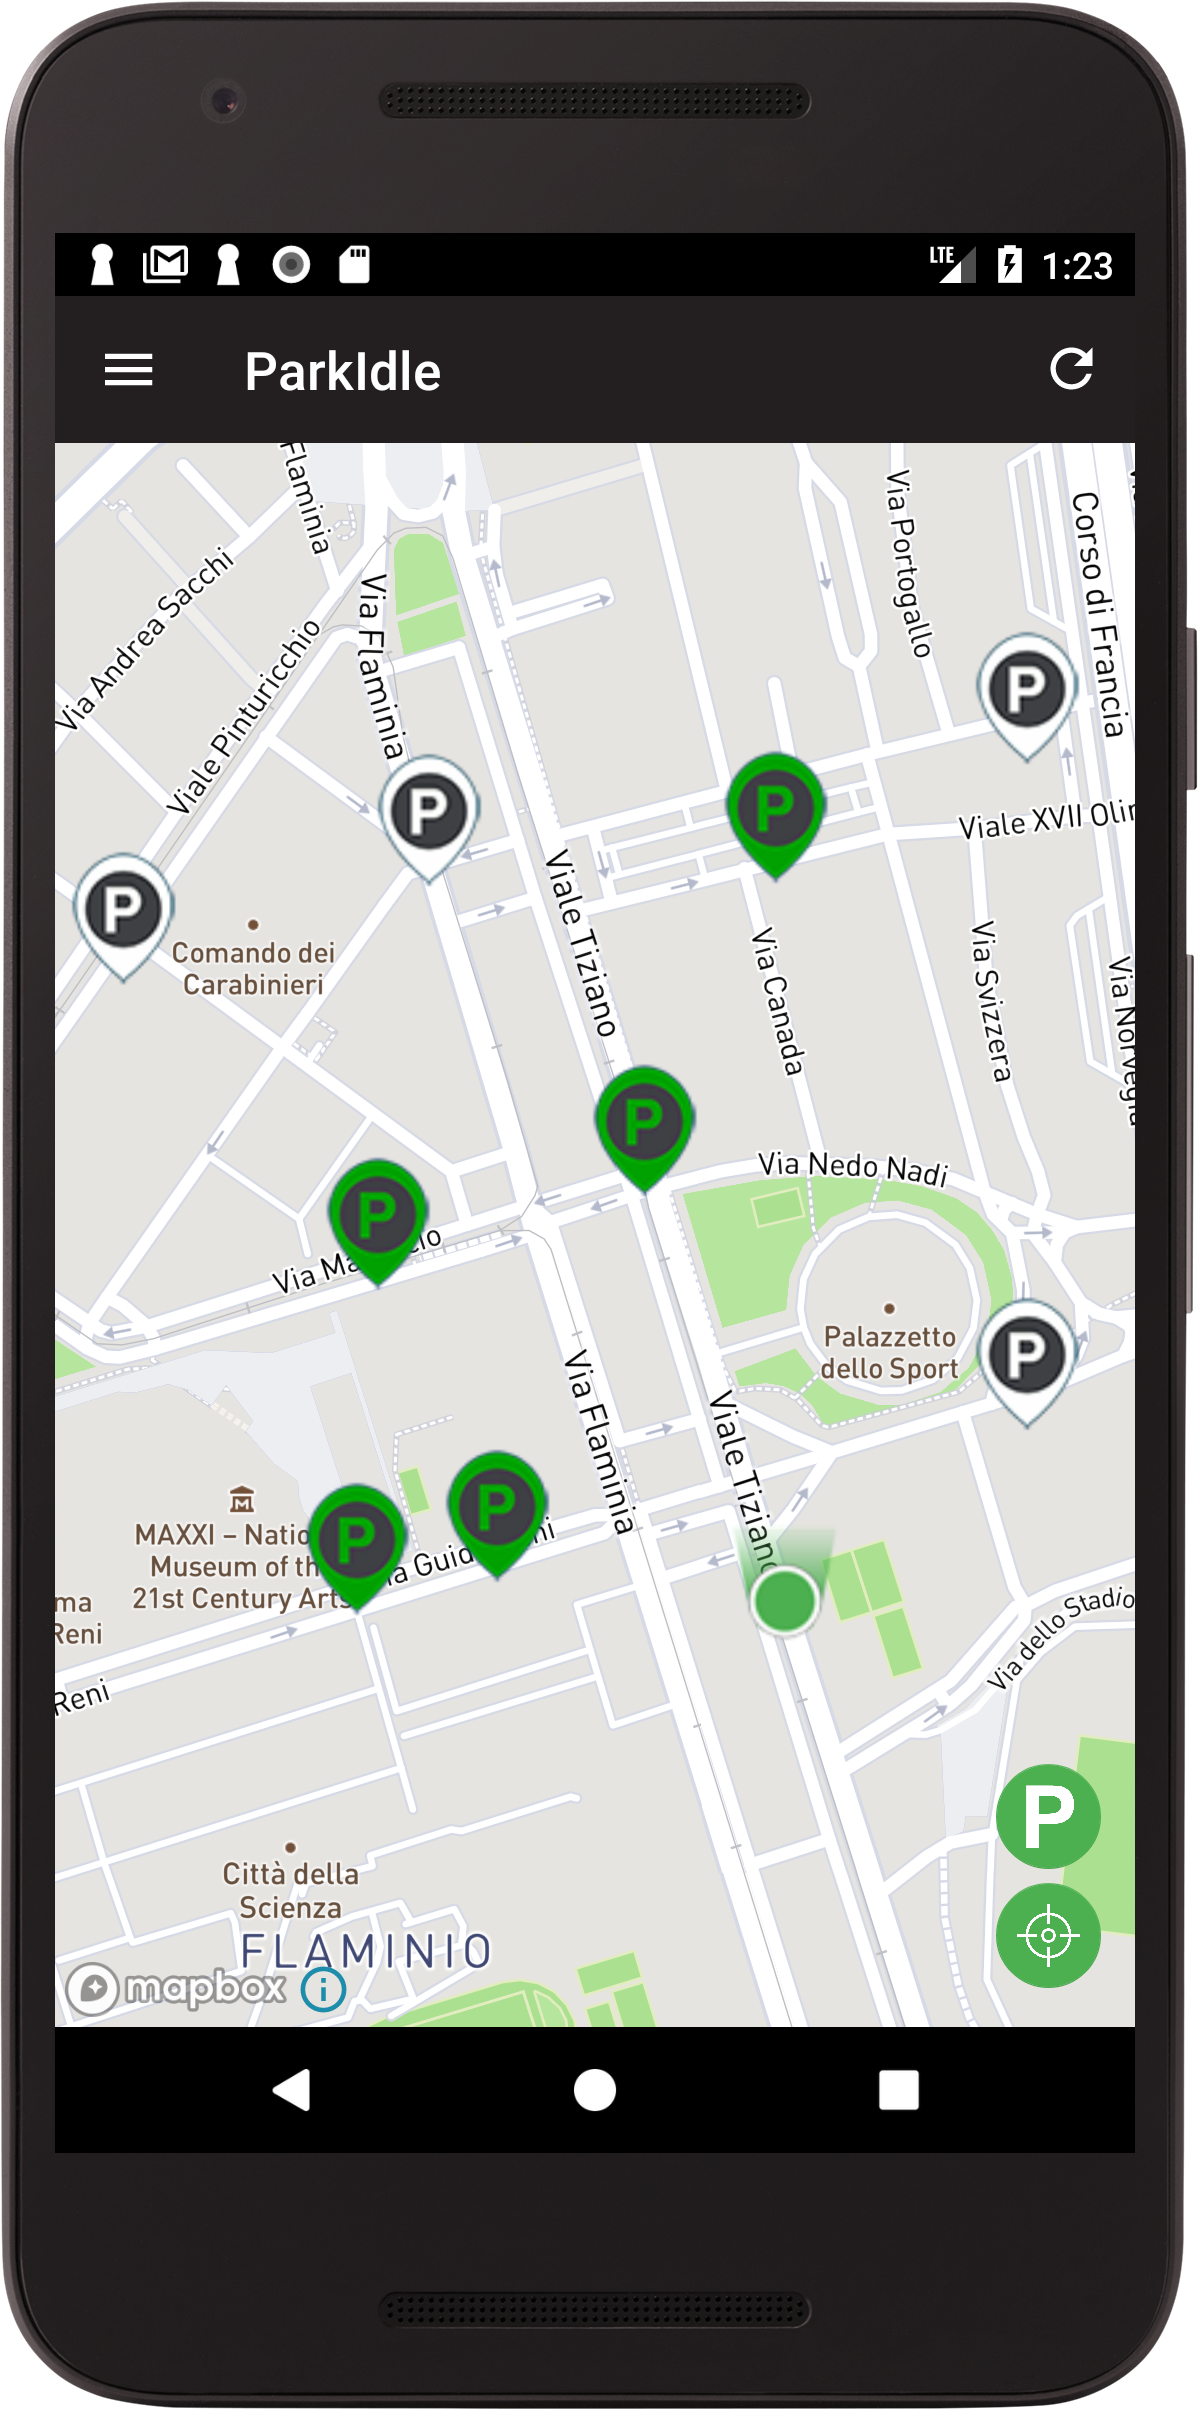 LTE 1:23
ParkIdle
Flaminia
Via Andrea Sacchi
Viale Pinturicchio
Via Flaminia
Via Portogallo
Corso di Francia
P
P
P
P
Viale XVII Olim
Comando dei
Carabinieri
Viale Tiziano
Via Canada
Via Svizzera
Via Norvegia
P
Via Nedo Nadi
P
Via Ma
cio
Palazzetto
dello Sport
P
Via Flaminia
Viale Tiziano
MAXXI – Natio
Museum of th
21st Century Arts
P
P
ia Guid
ni
ma
Reni
Reni
Via dello Stadio
P
Città della
Scienza
FLAMINIO
mapbox